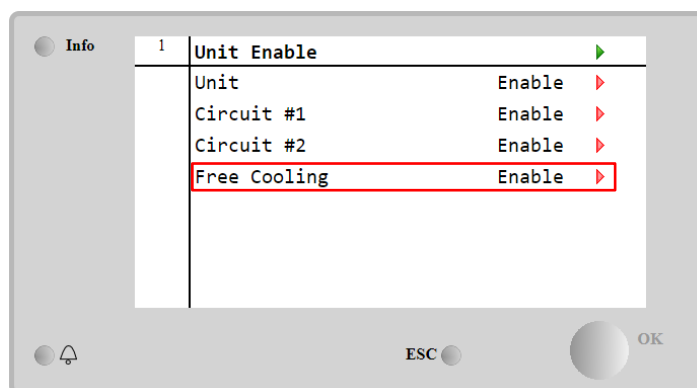 Info
1 Unit Enable
Unit Enable
Circuit #1 Enable
Circuit #2 Enable
Free Cooling Enable
OK
ESC